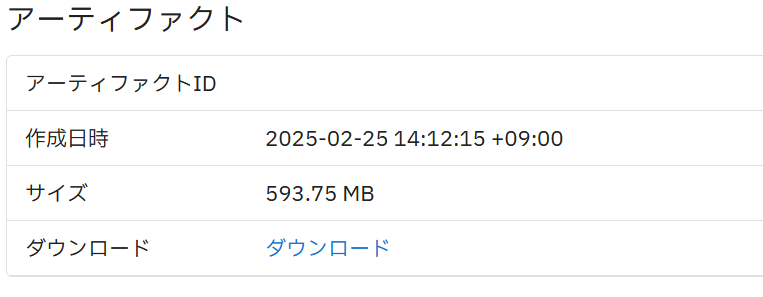 アーティファクト
アーティファクトID
作成日時 2025-02-25 14:12:15 +09:00
サイズ 593.75 MB
ダウンロード ダウンロード